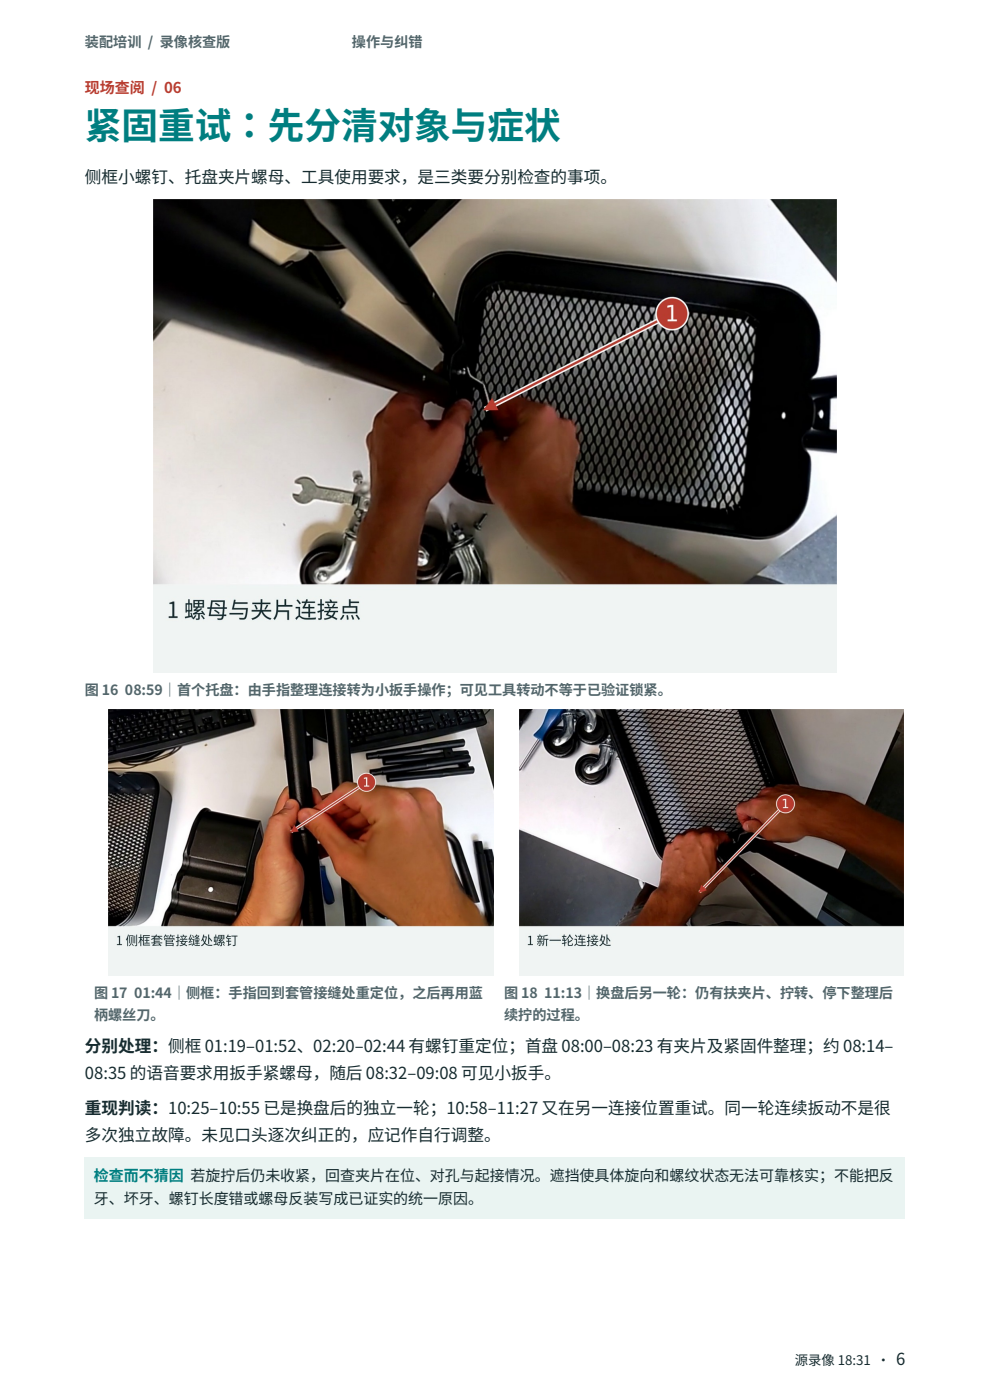 装配培训 / 录像核查版
操作与纠错
现场查阅 / 06
紧固重试：先分清对象与症状
侧框小螺钉、托盘夹片螺母、工具使用要求，是三类要分别检查的事项。
1
1 螺母与夹片连接点
图 16 08:59｜首个托盘：由手指整理连接转为小扳手操作；可见工具转动不等于已验证锁紧。
1
1 侧框套管接缝处螺钉
图 17 01:44｜侧框：手指回到套管接缝处重定位，之后再用蓝
柄螺丝刀。
1
1 新一轮连接处
图 18 11:13｜换盘后另一轮：仍有扶夹片、拧转、停下整理后
续拧的过程。
分别处理：侧框 01:19–01:52、02:20–02:44 有螺钉重定位；首盘 08:00–08:23 有夹片及紧固件整理；约 08:14–
08:35 的语音要求用扳手紧螺母，随后 08:32–09:08 可见小扳手。
重现判读：10:25–10:55 已是换盘后的独立一轮；10:58–11:27 又在另一连接位置重试。同一轮连续扳动不是很
多次独立故障。未见口头逐次纠正的，应记作自行调整。
检查而不猜因 若旋拧后仍未收紧，回查夹片在位、对孔与起接情况。遮挡使具体旋向和螺纹状态无法可靠核实；不能把反
牙、坏牙、螺钉长度错或螺母反装写成已证实的统一原因。
源录像 18:31 · 6